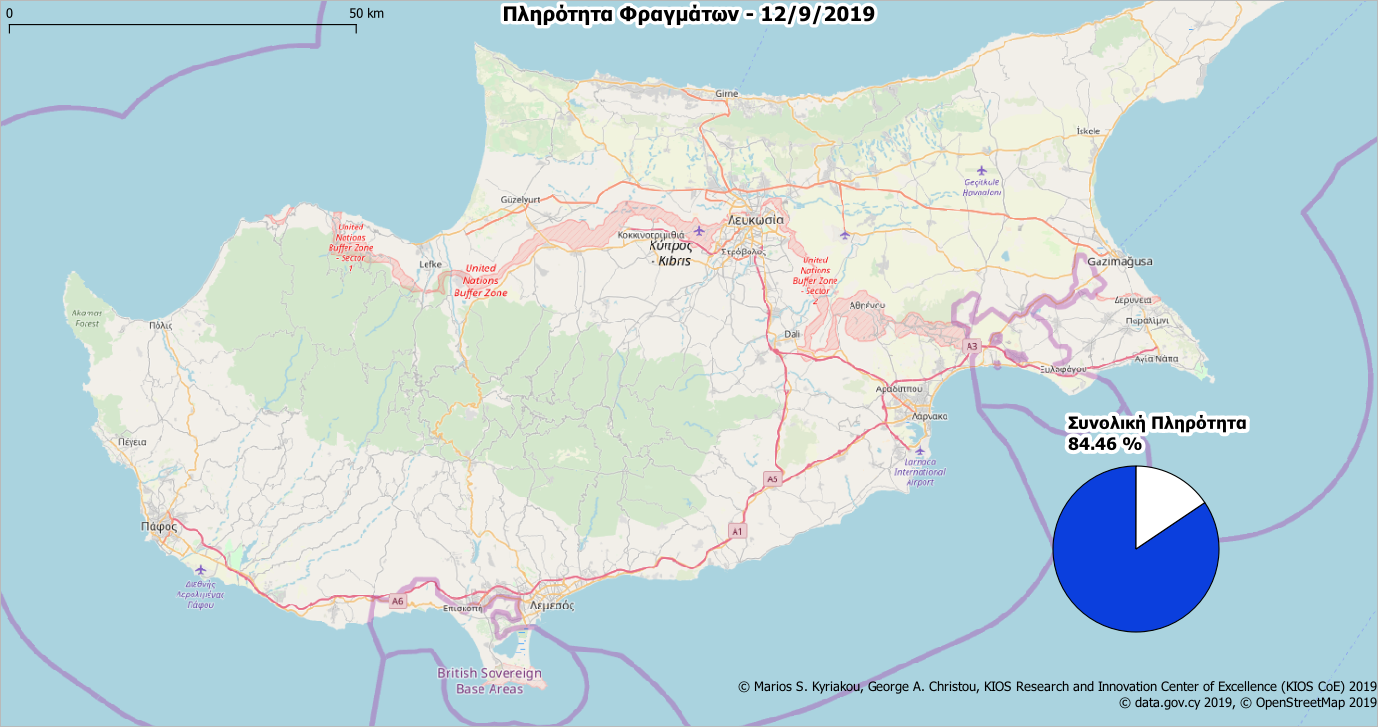 0
50 km
Πληρότητα Φραγμάτων - 12/9/2019
Girne
İskele
Geçitkale
Havaalanı
Güzelyurt
Λευκωσία
Κοκκινοτριμιθιά
Κύπρος
- Kıbrıs
Στρόβολος
United
Nations
Buffer Zone
- Sector
1
Lefke
United
Nations
Buffer Zone
United
Nations
Buffer Zone
- Sector
2
Gazimağusa
Akamas
Forest
Πόλις
Αθηένου
Δερύνεια
Παραλίμνι
Dali
A3
Ξυλοφάγου
Αγία Νάπα
Αραδίππου
Λάρνακα
Πέγεια
Larnaca
International
Airport
A5
Συνολική Πληρότητα
84.46 %
Πάφος
A1
Διεθνής
Αερολιμένας
Πάφου
A6
Επισκοπή
Λεμεσός
British Sovereign
Base Areas
© Marios S. Kyriakou, George A. Christou, KIOS Research and Innovation Center of Excellence (KIOS CoE) 2019
© data.gov.cy 2019, © OpenStreetMap 2019